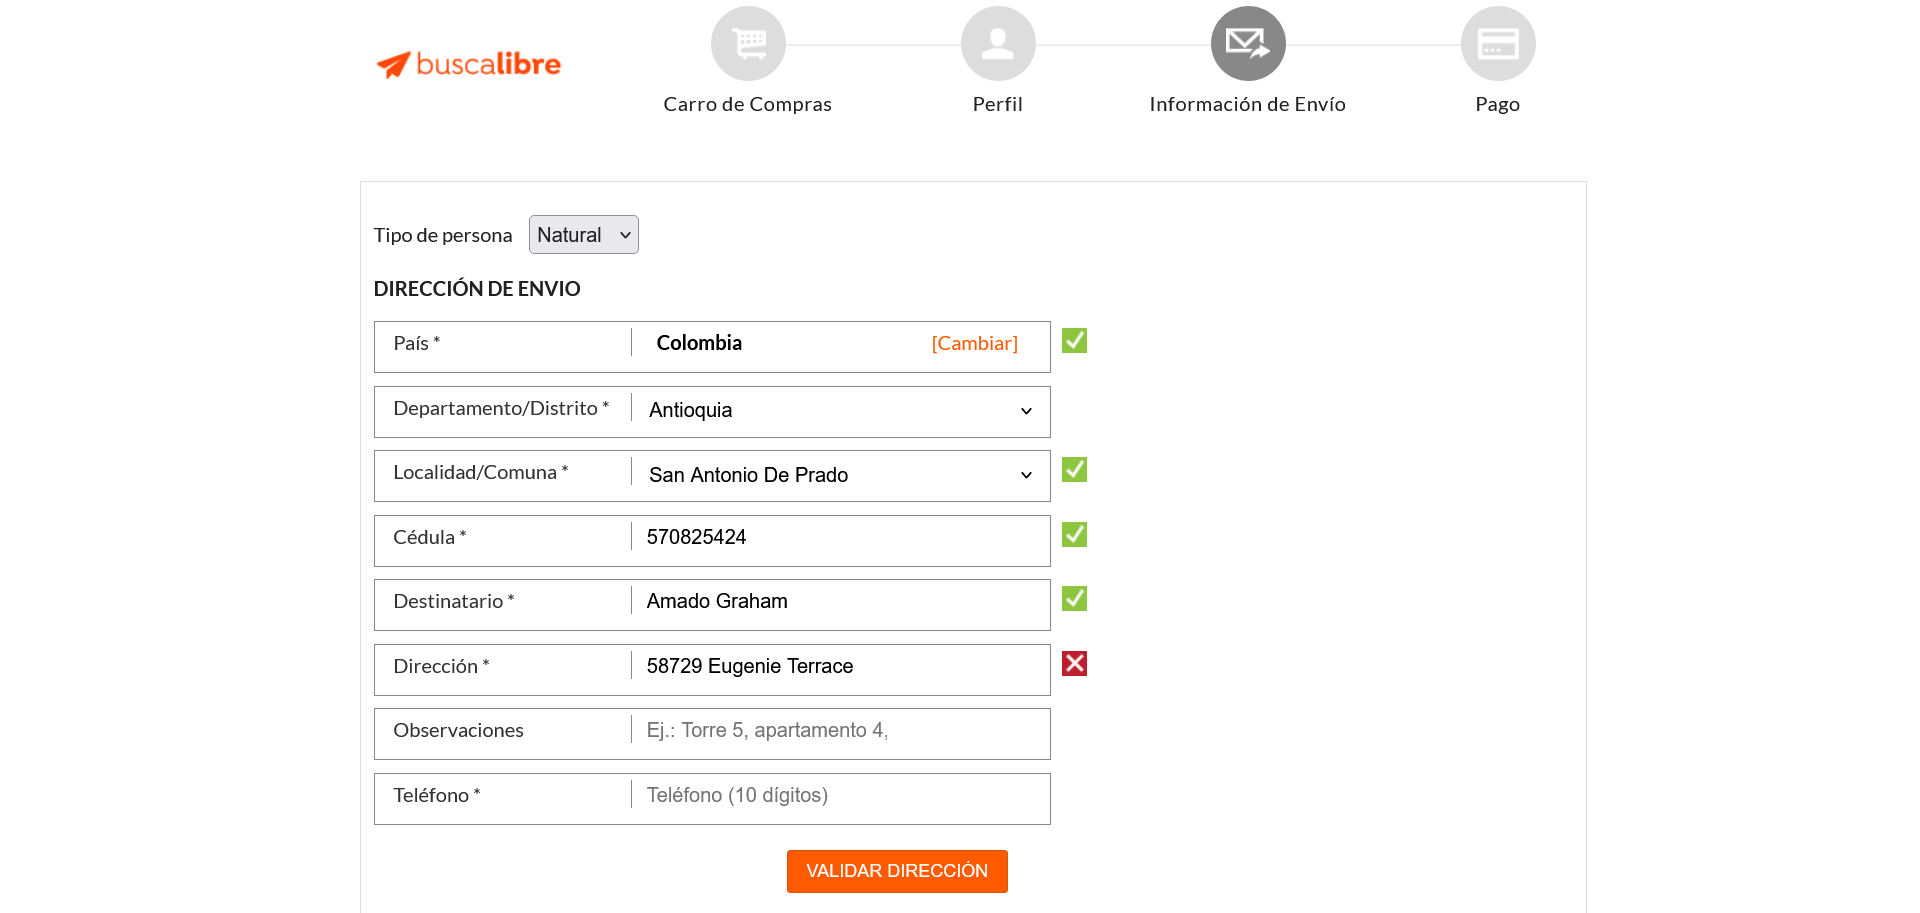 buscalibre
Carro de Compras
Perfil
Información de Envío
Pago
Tipo de persona Natural
DIRECCIÓN DE ENVIO
País * Colombia [Cambiar]
Departamento/Distrito * Antioquia
Localidad/Comuna * San Antonio De Prado
Cédula * 570825424
Destinatario * Amado Graham
Dirección * 58729 Eugenie Terrace
Observaciones Ej.: Torre 5, apartamento 4,
Teléfono * Teléfono (10 dígitos)
VALIDAR DIRECCIÓN